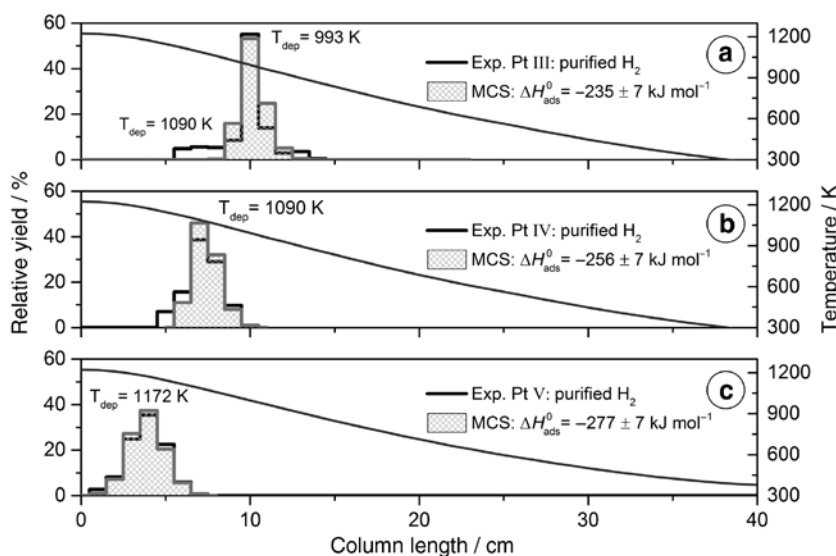 Relative yield / %
Temperature / K
60
40
20
0
1200
900
600
300
T_dep = 993 K
T_dep = 1090 K
Exp. Pt III: purified H₂
MCS: ΔH⁰_ads = −235 ± 7 kJ mol⁻¹
a
60
40
20
0
1200
900
600
300
T_dep = 1090 K
Exp. Pt IV: purified H₂
MCS: ΔH⁰_ads = −256 ± 7 kJ mol⁻¹
b
60
40
20
0
1200
900
600
300
T_dep = 1172 K
Exp. Pt V: purified H₂
MCS: ΔH⁰_ads = −277 ± 7 kJ mol⁻¹
c
0
10
20
30
40
Column length / cm